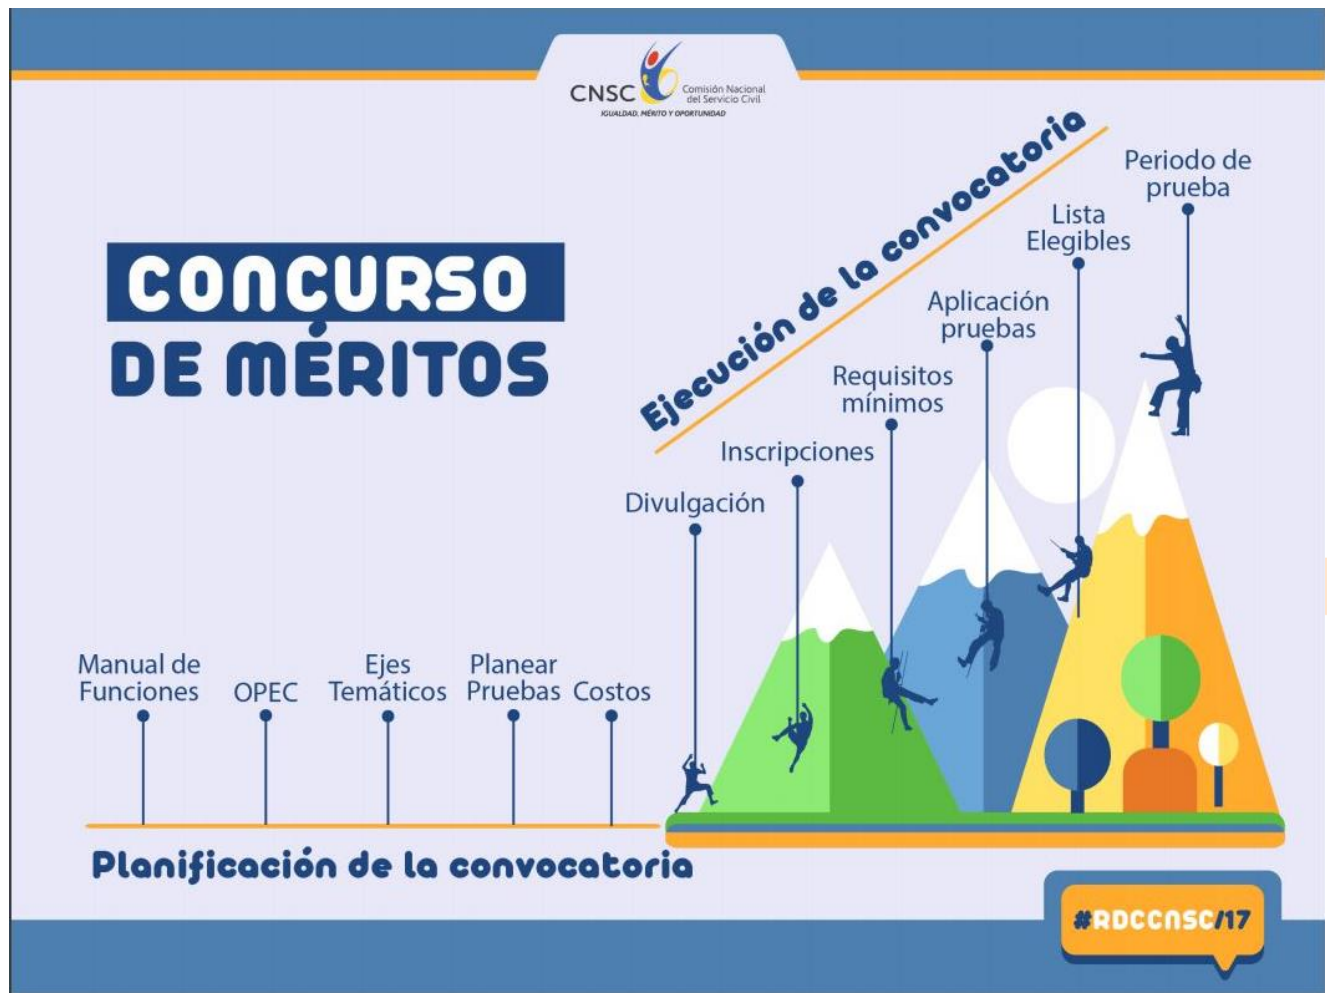 CNSC
Comisión Nacional
del Servicio Civil
IGUALDAD, MÉRITO Y OPORTUNIDAD
CONCURSO
DE MÉRITOS
Ejecución de la convocatoria
Periodo de
prueba
Lista
Elegibles
Aplicación
pruebas
Requisitos
mínimos
Inscripciones
Divulgación
Manual de
Funciones
OPEC
Ejes
Temáticos
Planear
Pruebas
Costos
Planificación de la convocatoria
#RDCCNSC/17